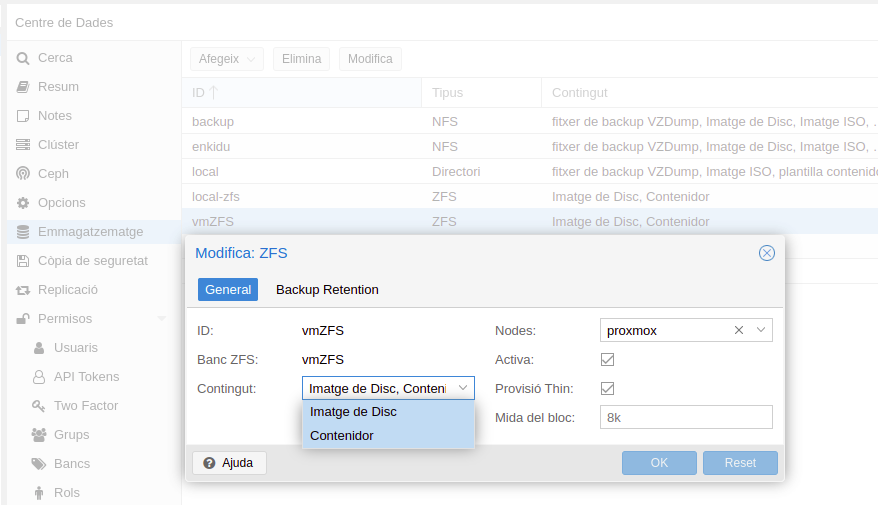 Centre de Dades
Cerca
Resum
Notes
Clúster
Ceph
Opcions
Emmagatzematge
Còpia de seguretat
Replicació
Permisos
Usuaris
API Tokens
Two Factor
Grups
Bancs
Rols
Afegeix
Elimina
Modifica
ID Tipus Contingut
backup NFS fitxer de backup VZDump, Imatge de Disc, Imatge ISO, ..
enkidu NFS fitxer de backup VZDump, Imatge de Disc, Imatge ISO, ..
local Directori fitxer de backup VZDump, Imatge ISO, plantilla contenido
local-zfs ZFS Imatge de Disc, Contenidor
vmZFS ZFS Imatge de Disc, Contenidor
Modifica: ZFS
General Backup Retention
ID: vmZFS
Banc ZFS: vmZFS
Contingut: Imatge de Disc, Conteni
Imatge de Disc
Contenidor
Nodes: proxmox
Activa:
Provisió Thin:
Mida del bloc: 8k
Ajuda
OK
Reset